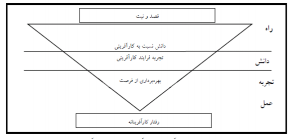 قصد و نیت
راه
دانش نسبت به کارآفرینی
دانش
تجربه فرایند کارآفرینی
تجربه
بهره‌برداری از فرصت
عمل
رفتار کارآفرینانه